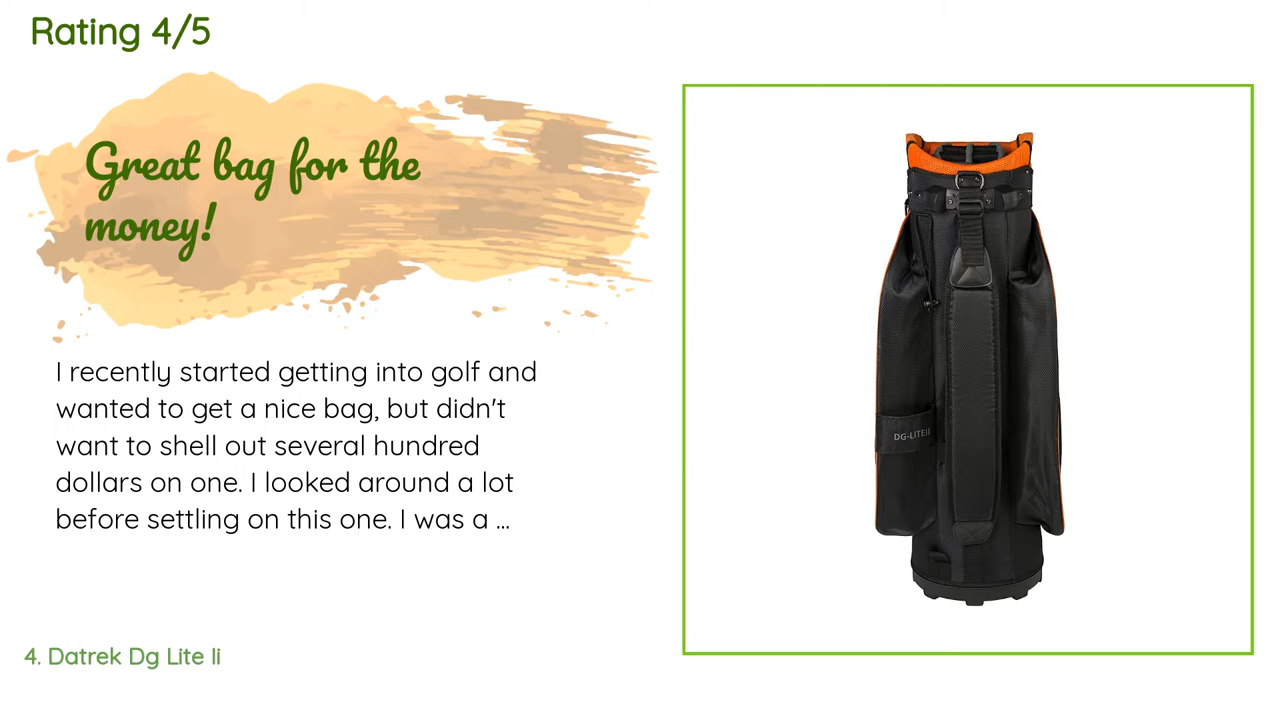 Rating 4/5
Great bag for the
money!
I recently started getting into golf and
wanted to get a nice bag, but didn't
want to shell out several hundred
dollars on one. I looked around a lot
before settling on this one. I was a ...
DG-LITEII
4. Datrek Dg Lite Ii